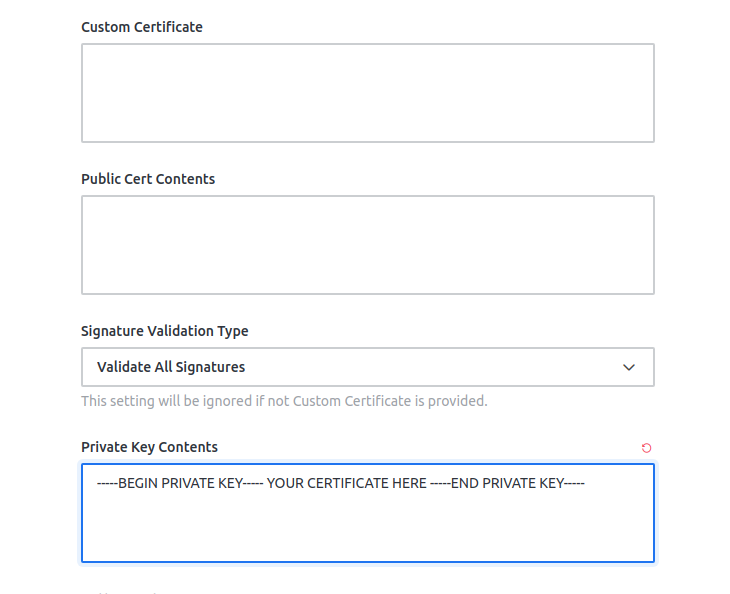 Custom Certificate
Public Cert Contents
Signature Validation Type
Validate All Signatures
This setting will be ignored if not Custom Certificate is provided.
Private Key Contents
-----BEGIN PRIVATE KEY----- YOUR CERTIFICATE HERE -----END PRIVATE KEY-----